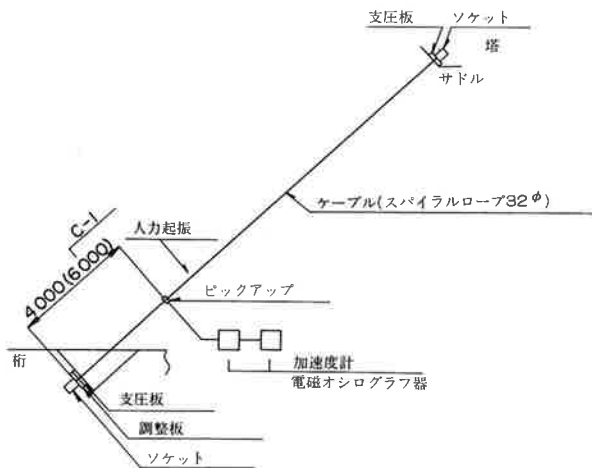 支圧板 ソケット
塔
サドル
ケーブル(スパイラルロープ32φ)
C-1
人力起振
4000(6000)
ピックアップ
桁
加速度計
電磁オシログラフ器
支圧板
調整板
ソケット